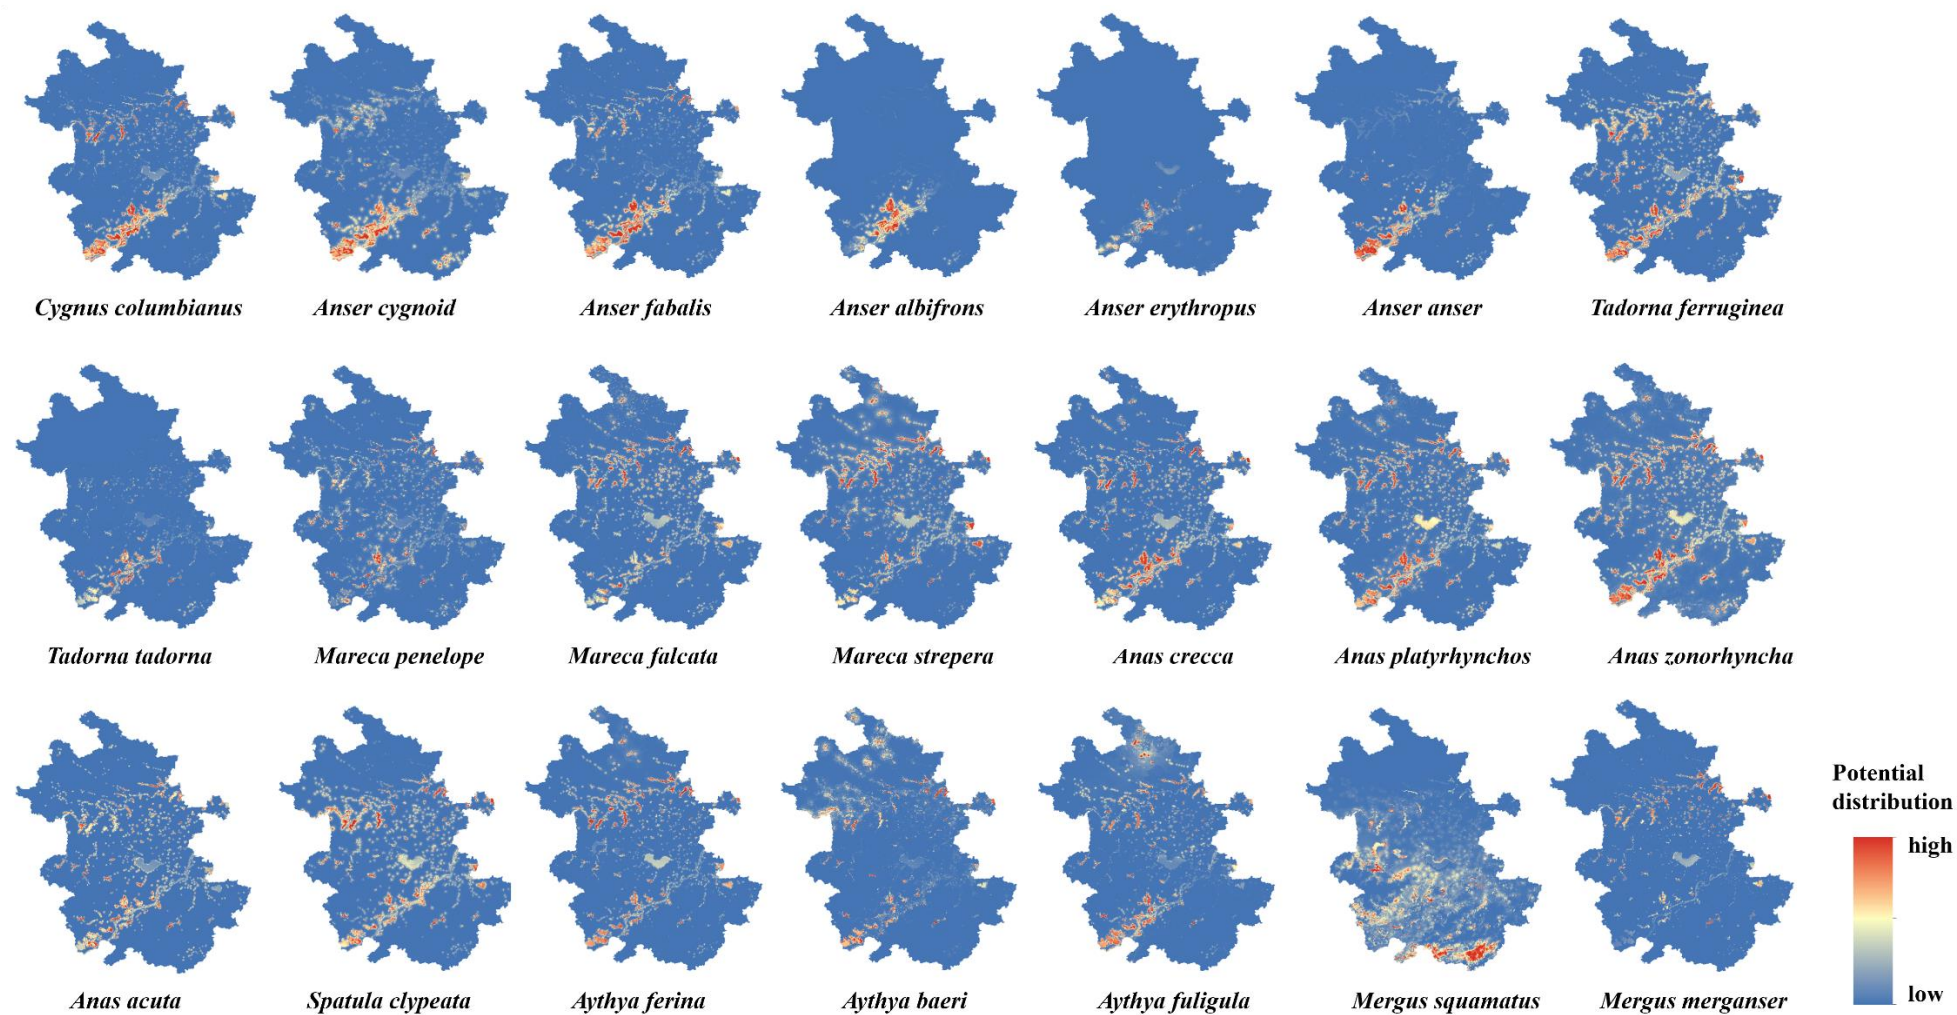 Cygnus columbianus
Anser cygnoid
Anser fabalis
Anser albifrons
Anser erythropus
Anser anser
Tadorna ferruginea
Tadorna tadorna
Mareca penelope
Mareca falcata
Mareca strepera
Anas crecca
Anas platyrhynchos
Anas zonorhyncha
Anas acuta
Spatula clypeata
Aythya ferina
Aythya baeri
Aythya fuligula
Mergus squamatus
Mergus merganser
Potential
distribution
high
low